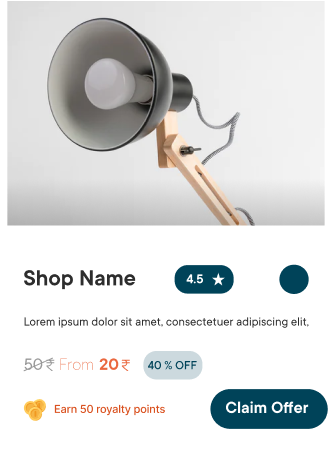 Shop Name 4.5 ★
Lorem ipsum dolor sit amet, consectetuer adipiscing elit,
50 ₹ From 20 ₹ 40 % OFF
Earn 50 royalty points Claim Offer